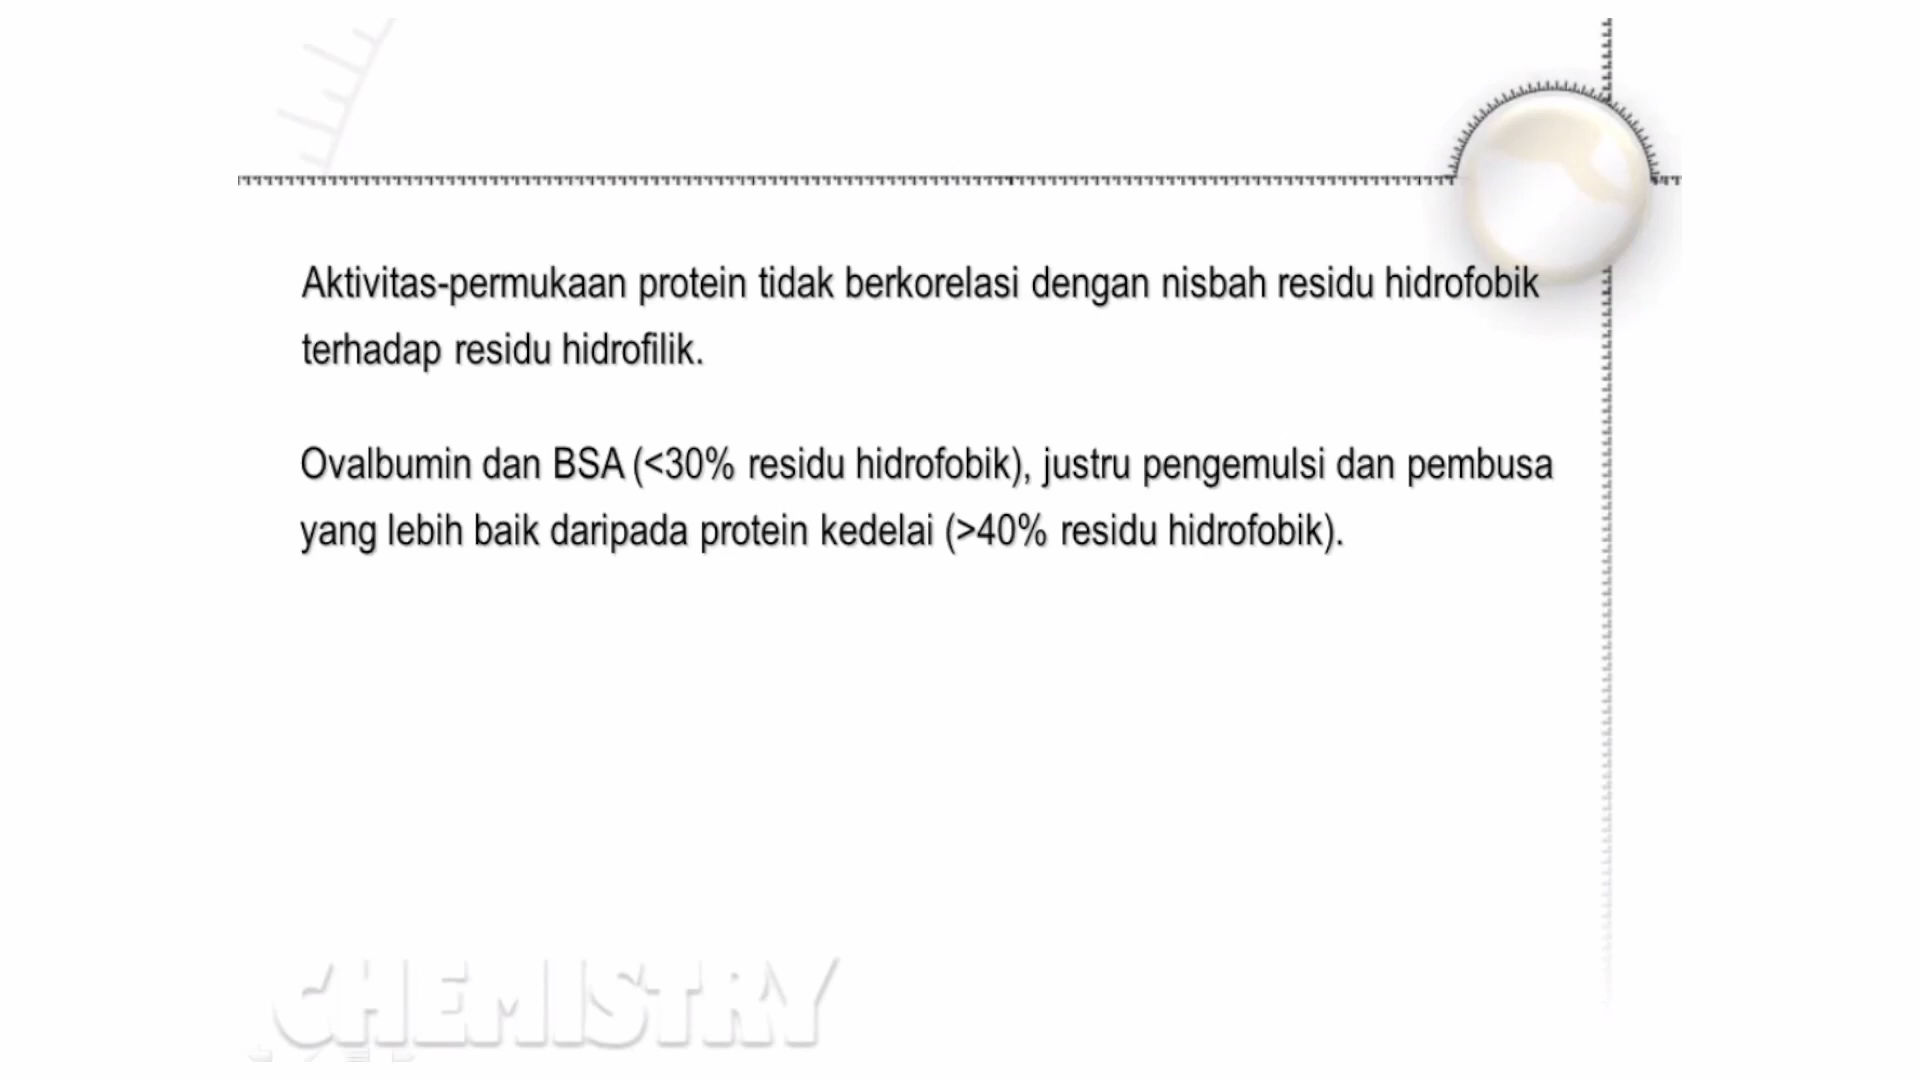 Aktivitas-permukaan protein tidak berkorelasi dengan nisbah residu hidrofobik
terhadap residu hidrofilik.
Ovalbumin dan BSA (<30% residu hidrofobik), justru pengemulsi dan pembusa
yang lebih baik daripada protein kedelai (>40% residu hidrofobik).
CHEMISTRY